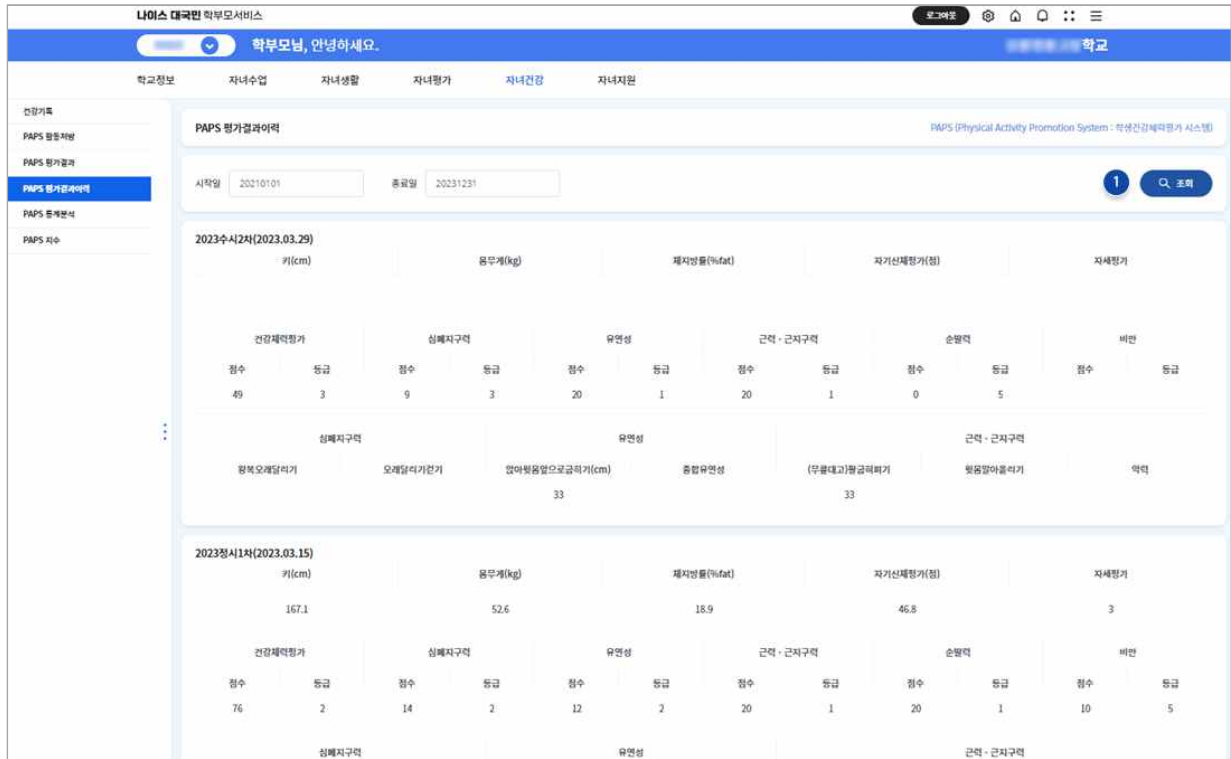 나이스 대국민 학부모서비스
로그아웃
학부모님, 안녕하세요.
학교
학교정보 자녀수업 자녀생활 자녀평가 자녀건강 자녀지원
건강기록
PAPS 활동처방
PAPS 평가결과
PAPS 평가결과이력
PAPS 통계분석
PAPS 지수
PAPS 평가결과이력 PAPS (Physical Activity Promotion System : 학생건강체력평가 시스템)
시작일 20210101 종료일 20231231 1 조회
2023수시2차(2023.03.29)
키(cm) 몸무게(kg) 체지방률(%fat) 자기신체평가(점) 자세평가
건강체력평가 심폐지구력 유연성 근력 · 근지구력 순발력 비만
점수 등급 점수 등급 점수 등급 점수 등급 점수 등급 점수 등급
49 3 9 3 20 1 20 1 0 5
심폐지구력 유연성 근력 · 근지구력
왕복오래달리기 오래달리기걷기 앉아윗몸앞으로굽히기(cm) 종합유연성 (무릎대고)팔굽혀펴기 윗몸말아올리기 악력
33 33
2023정시1차(2023.03.15)
키(cm) 몸무게(kg) 체지방률(%fat) 자기신체평가(점) 자세평가
167.1 52.6 18.9 46.8 3
건강체력평가 심폐지구력 유연성 근력 · 근지구력 순발력 비만
점수 등급 점수 등급 점수 등급 점수 등급 점수 등급 점수 등급
76 2 14 2 12 2 20 1 20 1 10 5
심폐지구력 유연성 근력 · 근지구력